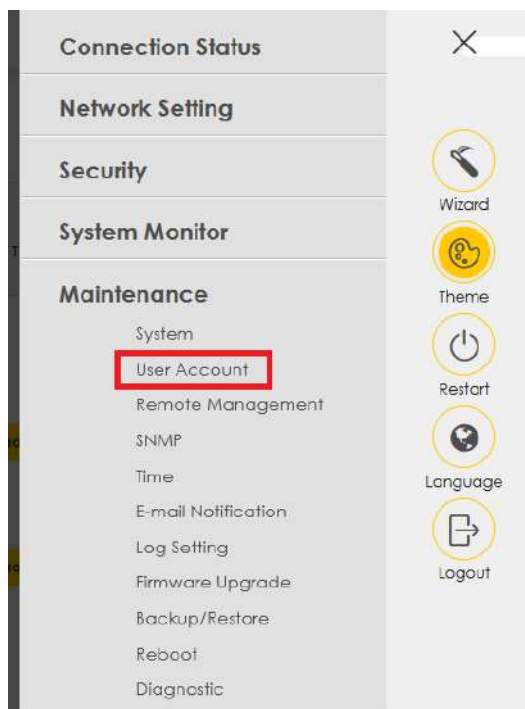 Connection Status
Network Setting
Security
System Monitor
Maintenance
System
User Account
Remote Management
SNMP
Time
E-mail Notification
Log Setting
Firmware Upgrade
Backup/Restore
Reboot
Diagnostic
Wizard
Theme
Restart
Language
Logout